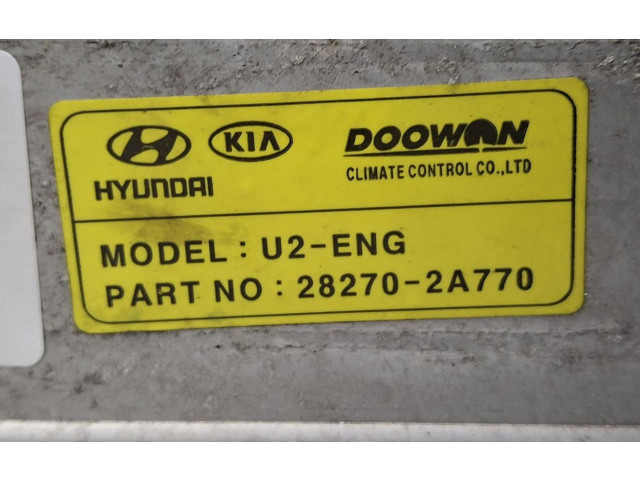 HYUNDAI
KIA
DOOWON
CLIMATE CONTROL CO.,LTD
MODEL : U2-ENG
PART NO : 28270-2A770